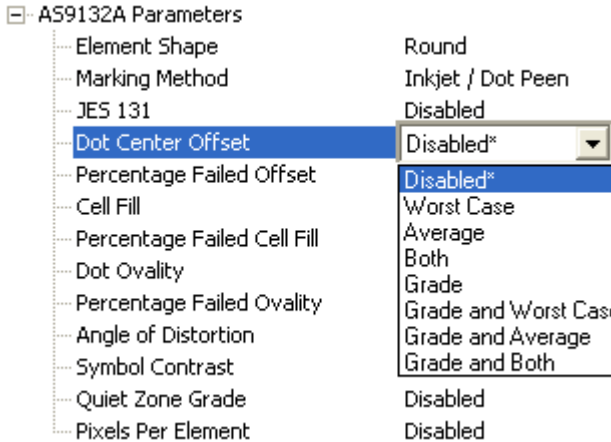 AS9132A Parameters
Element Shape Round
Marking Method Inkjet / Dot Peen
JES 131 Disabled
Dot Center Offset Disabled*
Percentage Failed Offset Disabled*
Cell Fill Worst Case
Percentage Failed Cell Fill Average
Both
Dot Ovality Grade
Percentage Failed Ovality Grade and Worst Cas
Angle of Distortion Grade and Average
Symbol Contrast Grade and Both
Quiet Zone Grade Disabled
Pixels Per Element Disabled